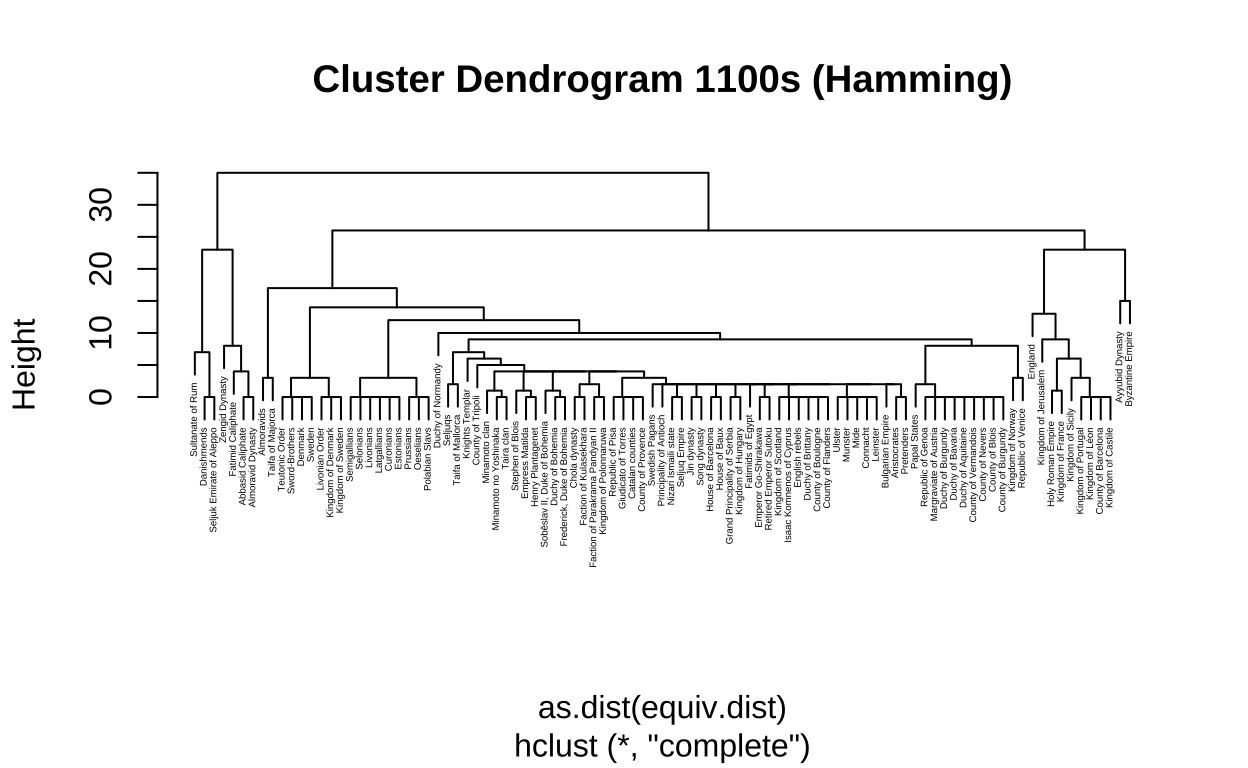 Cluster Dendrogram 1100s (Hamming)
Height
0
10
20
30
Sultanate of Rum
Danishmends
Seljuk Emirate of Aleppo
Zengid Dynasty
Fatimid Caliphate
Abbasid Caliphate
Almoravid Dynasty
Almoravids
Taifa of Majorca
Teutonic Order
Sword-Brothers
Denmark
Sweden
Livonian Order
Kingdom of Denmark
Kingdom of Sweden
Semigallians
Selonians
Livonians
Latgallians
Curonians
Estonians
Prussians
Oeselians
Polabian Slavs
Duchy of Normandy
Seljuqs
Taifa of Mallorca
Knights Templar
County of Tripoli
Minamoto clan
Minamoto no Yoshinaka
Taira clan
Stephen of Blois
Empress Matilda
Henry Plantagenet
Soběslav II, Duke of Bohemia
Duchy of Bohemia
Frederick, Duke of Bohemia
Chola dynasty
Faction of Kulasekhara
Faction of Parakrama Pandyan II
Kingdom of Polonnaruwa
Republic of Pisa
Giudicato of Torres
Catalan counties
County of Provence
Swedish Pagans
Principality of Antioch
Nizari Ismaili state
Seljuq Empire
Jin dynasty
Song dynasty
House of Barcelona
House of Baux
Grand Principality of Serbia
Kingdom of Hungary
Fatimids of Egypt
Emperor Go-Shirakawa
Retired Emperor Sutoku
Kingdom of Scotland
Isaac Komnenos of Cyprus
English rebels
Duchy of Brittany
County of Boulogne
County of Flanders
Ulster
Munster
Mide
Connacht
Leinster
Bulgarian Empire
Aristocrates
Pretenders
Papal States
Republic of Genoa
Margraviate of Austria
Duchy of Burgundy
Duchy of Bavaria
Duchy of Aquitaine
County of Vermandois
County of Nevers
County of Blois
County of Burgundy
Kingdom of Norway
Republic of Venice
England
Kingdom of Jerusalem
Holy Roman Empire
Kingdom of France
Kingdom of Sicily
Kingdom of Portugal
Kingdom of León
County of Barcelona
Kingdom of Castile
Ayyubid Dynasty
Byzantine Empire
as.dist(equiv.dist)
hclust (*, "complete")